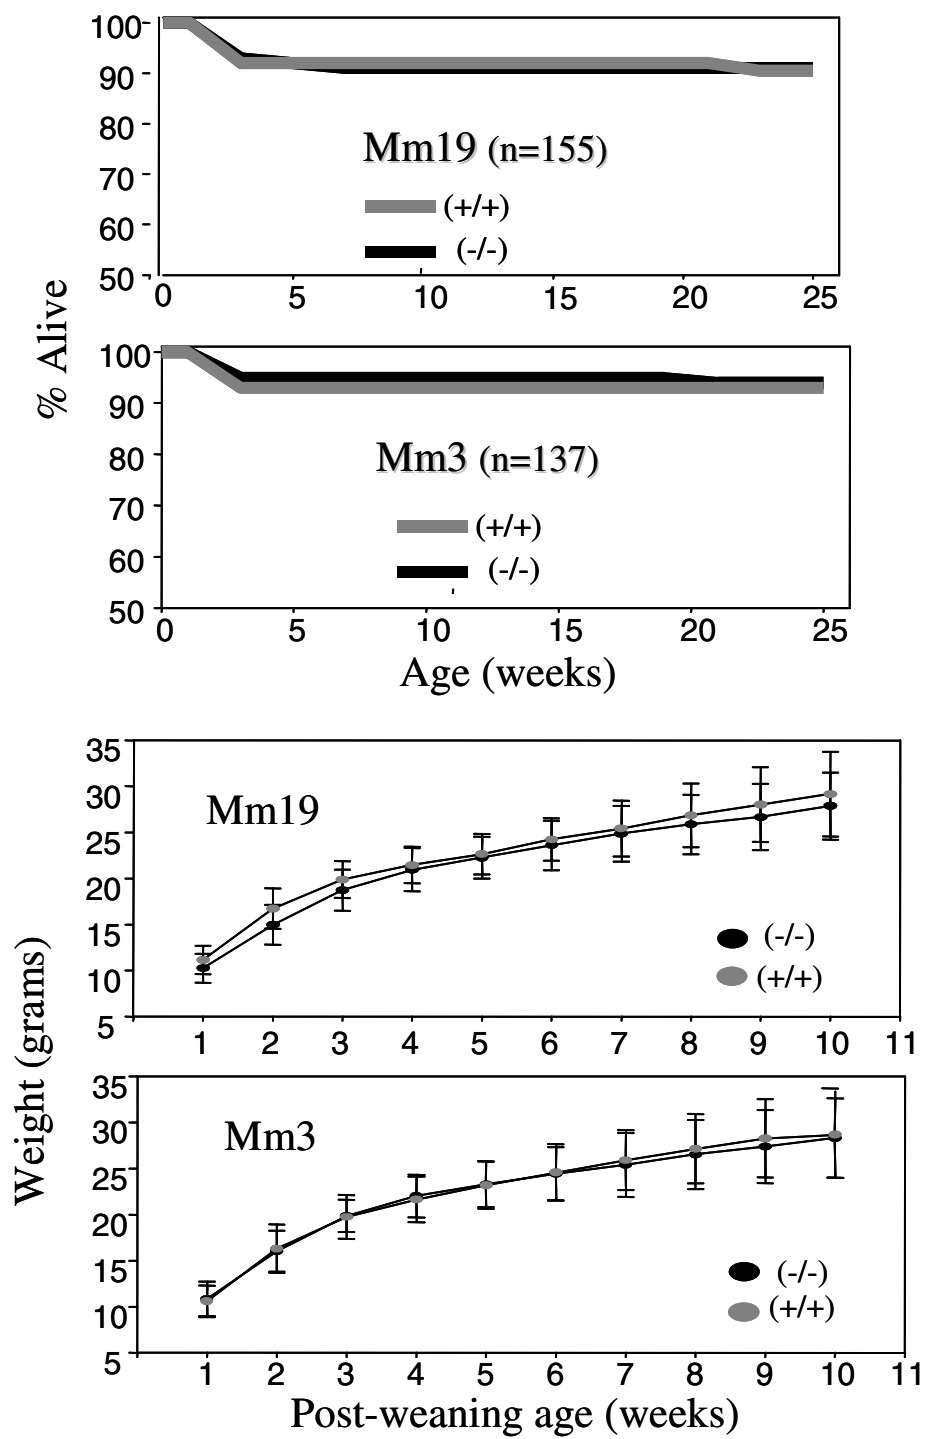 % Alive
100
90
80
70
60
50
Mm19 (n=155)
(+/+)
(-/-)
0 5 10 15 20 25
100
90
80
70
60
50
Mm3 (n=137)
(+/+)
(-/-)
0 5 10 15 20 25
Age (weeks)
Weight (grams)
35
30
25
20
15
10
5
Mm19
(-/-)
(+/+)
1 2 3 4 5 6 7 8 9 10 11
35
30
25
20
15
10
5
Mm3
(-/-)
(+/+)
1 2 3 4 5 6 7 8 9 10 11
Post-weaning age (weeks)